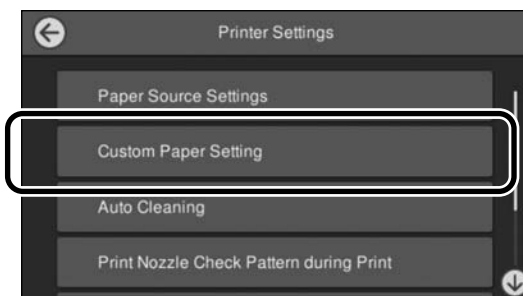 Printer Settings
Paper Source Settings
Custom Paper Setting
Auto Cleaning
Print Nozzle Check Pattern during Print